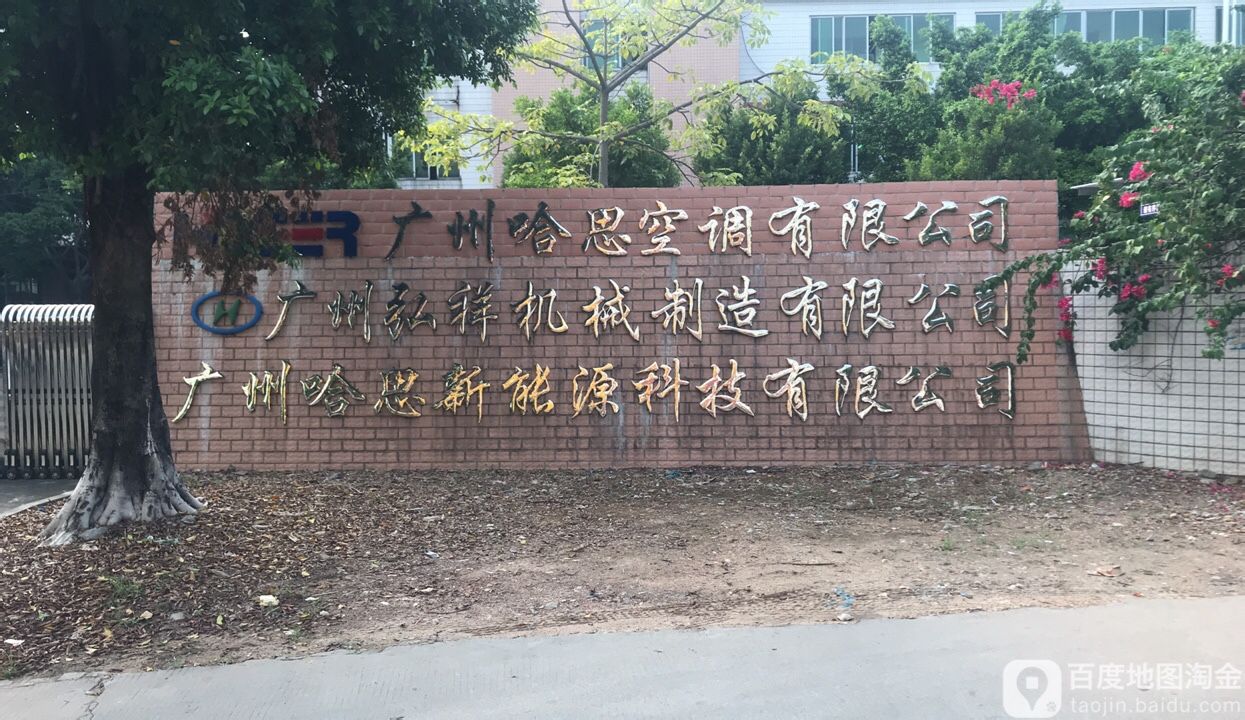 广州哈思空调有限公司
H 广州弘祥机械制造有限公司
广州哈思新能源科技有限公司
百度地图淘金
taojin.baidu.com